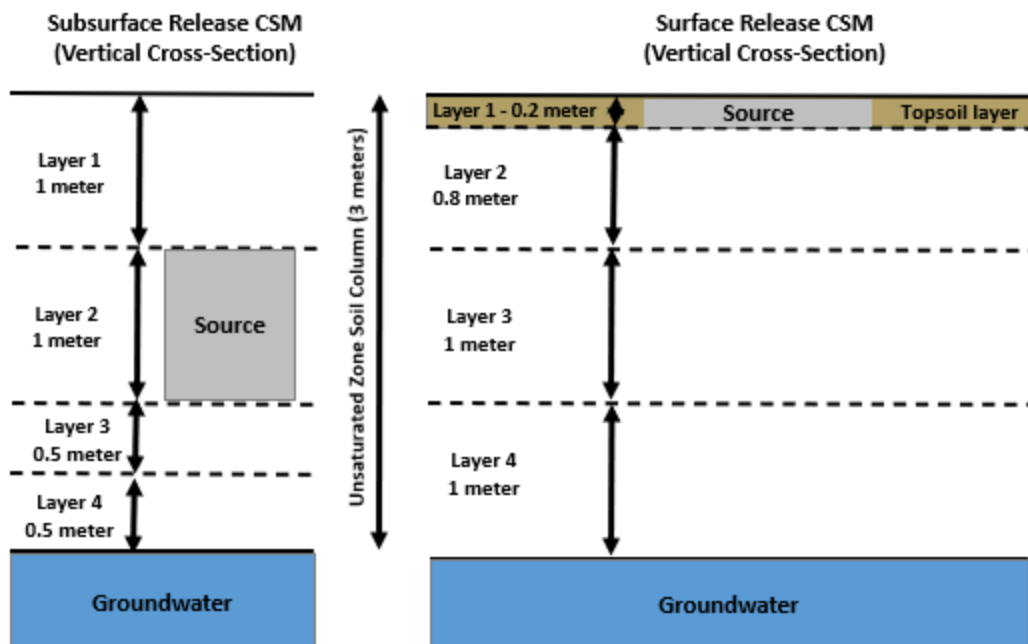 Subsurface Release CSM
(Vertical Cross-Section)
Layer 1
1 meter
Layer 2
1 meter
Source
Layer 3
0.5 meter
Layer 4
0.5 meter
Groundwater
Unsaturated Zone Soil Column (3 meters)
Surface Release CSM
(Vertical Cross-Section)
Layer 1 - 0.2 meter
Source
Topsoil layer
Layer 2
0.8 meter
Layer 3
1 meter
Layer 4
1 meter
Groundwater